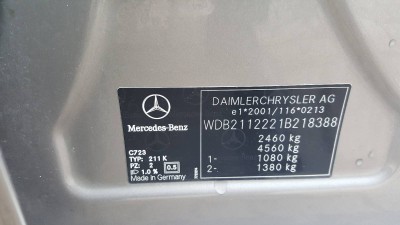 DAIMLERCHRYSLER AG
e1*2001/116*0213
WDB2112221B218388
2460 kg
4560 kg
1- 1080 kg
2- 1380 kg
Mercedes-Benz
C723
TYP: 211 K
PZ: 2 0.5
1.0 %
Made in Germany